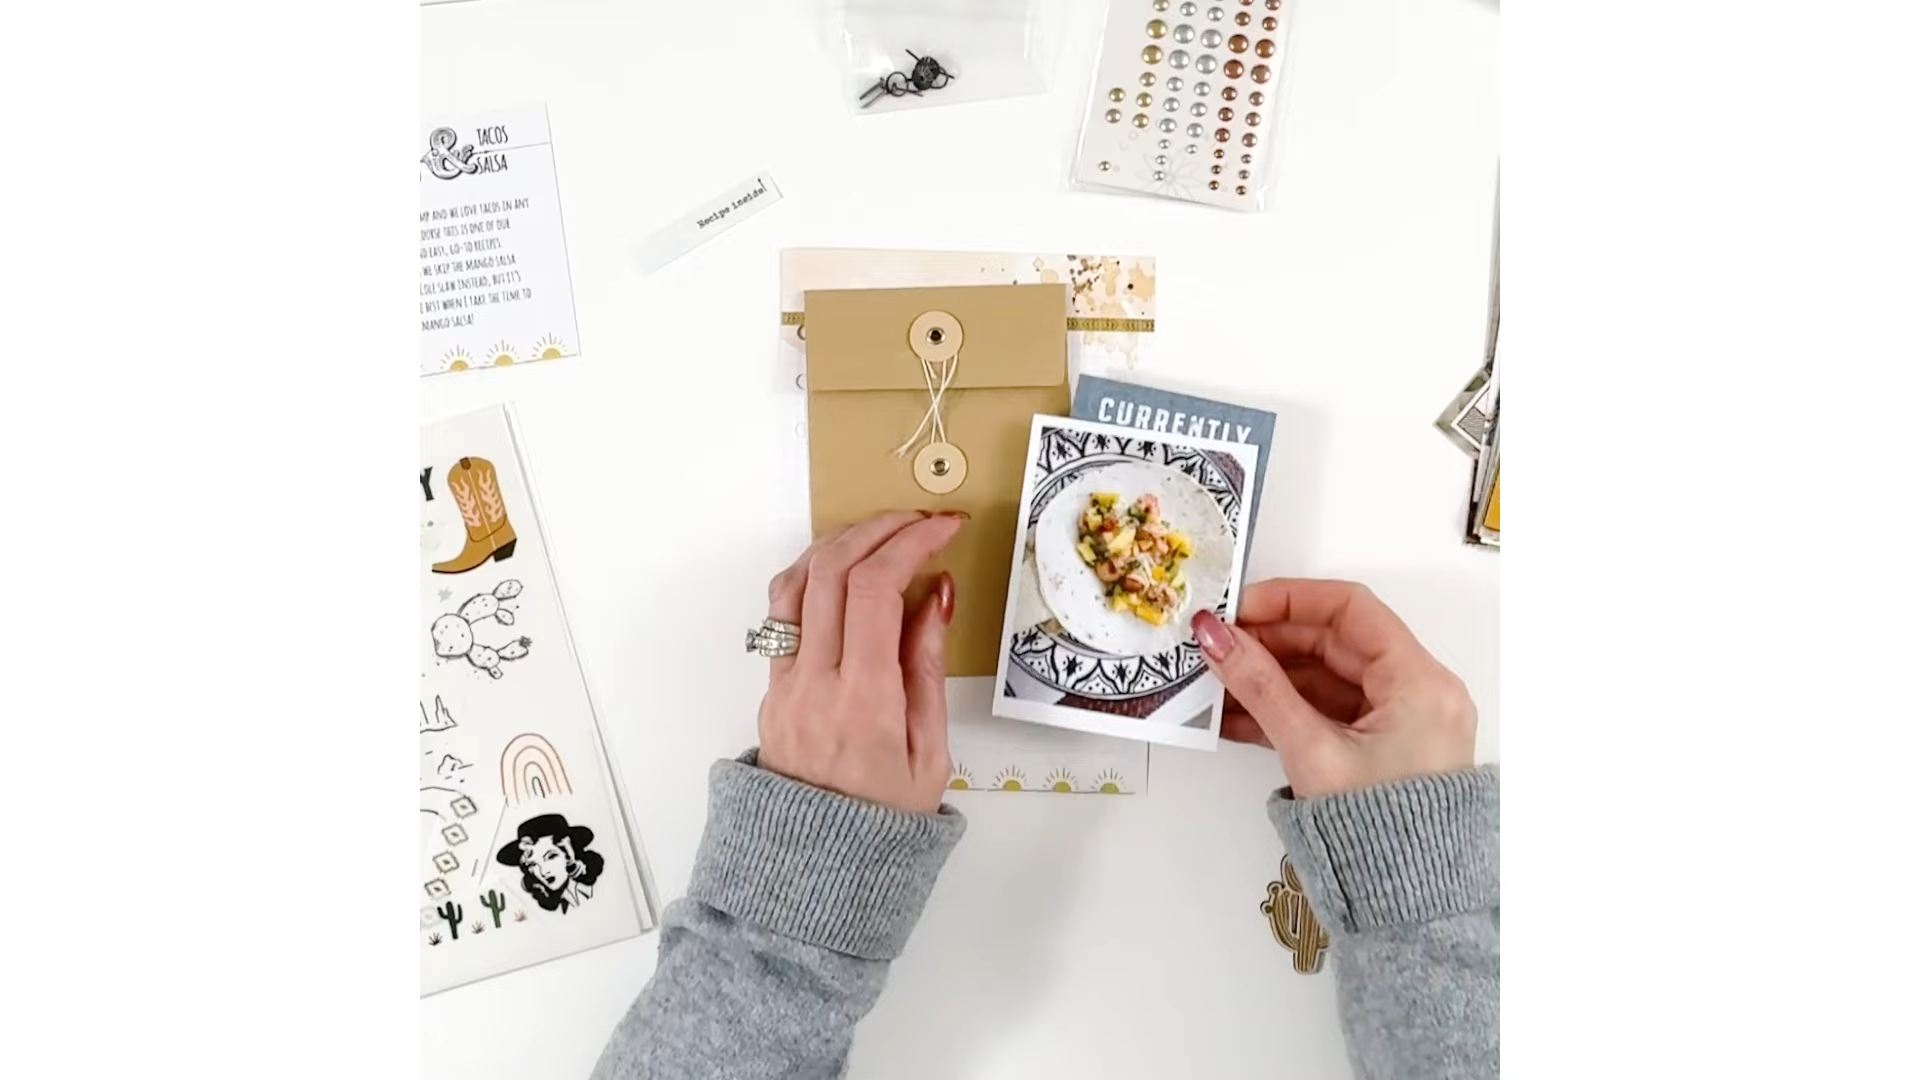 & TACOS
SALSA
MP AND WE LOVE TACOS IN ANY
OURSE THIS IS ONE OF OUR
ND EASY, GO-TO RECIPES
WE SKIP THE MANGO SALSA
COLE SLAW INSTEAD, BUT IT'S
BEST WHEN I TAKE THE TIME TO
MANGO SALSA!
Recipe inside!
CURRENTLY
Y